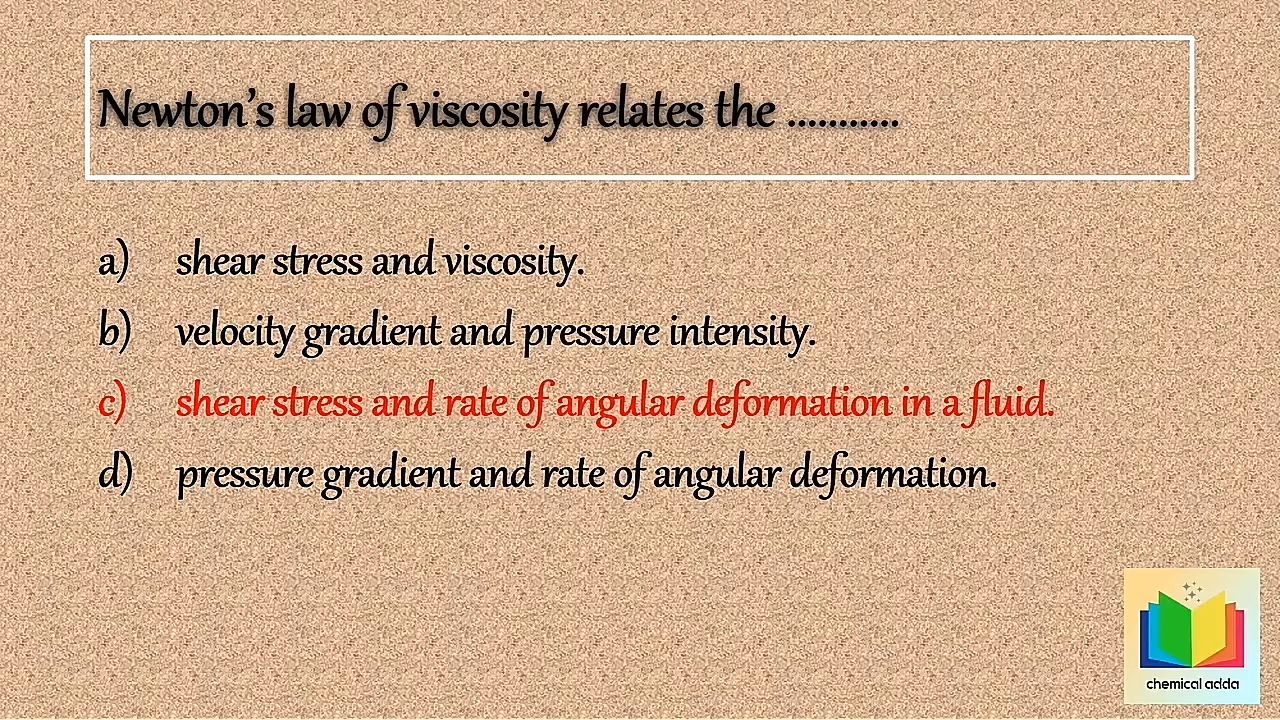 Newton’s law of viscosity relates the ...........
a) shear stress and viscosity.
b) velocity gradient and pressure intensity.
c) shear stress and rate of angular deformation in a fluid.
d) pressure gradient and rate of angular deformation.
chemical adda